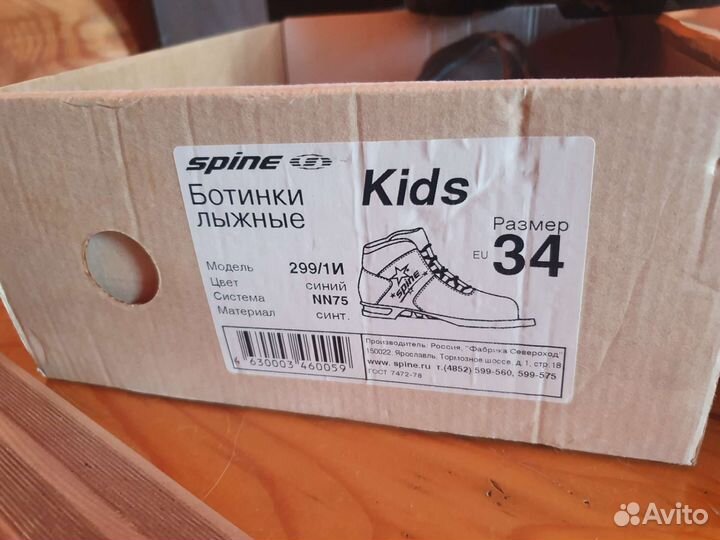 SPINE
Ботинки
лыжные
Kids
Размер
EU 34
Модель 299/1И
Цвет синий
Система NN75
Материал синт.
spine
4 630003 460059
Производитель: Россия, "Фабрика Североход"
150022, Ярославль, Тормозное шоссе, д.1, стр.18
www.spine.ru т.(4852) 599-560, 599-575
ГОСТ 7472-78
Avito